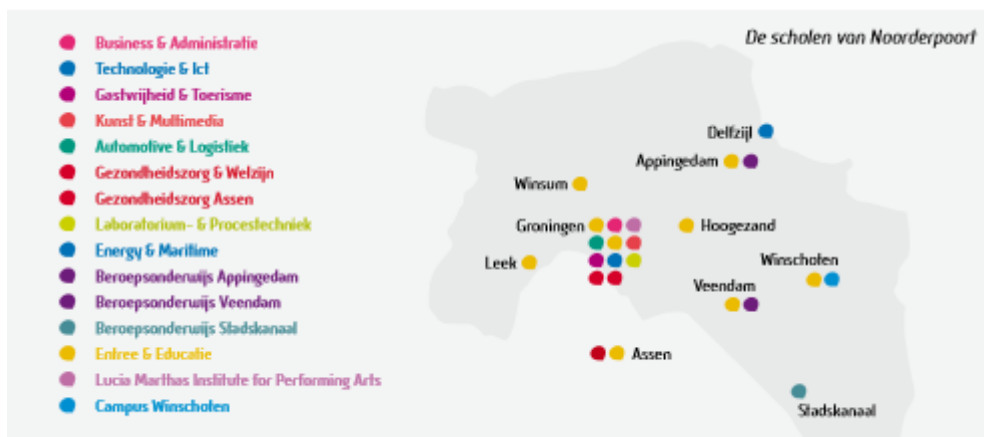 De scholen van Noorderpoort
Business & Administratie
Technologie & Ict
Gastvrijheid & Toerisme
Kunst & Multimedia
Automotive & Logistiek
Gezondheidszorg & Welzijn
Gezondheidszorg Assen
Laboratorium- & Procestechniek
Energy & Maritime
Beroepsonderwijs Appingedam
Beroepsonderwijs Veendam
Beroepsonderwijs Stadskanaal
Entree & Educatie
Lucia Marthas Institute for Performing Arts
Campus Winschoten
Delfzijl
Appingedam
Winsum
Groningen
Hoogezand
Leek
Winschoten
Veendam
Assen
Stadskanaal